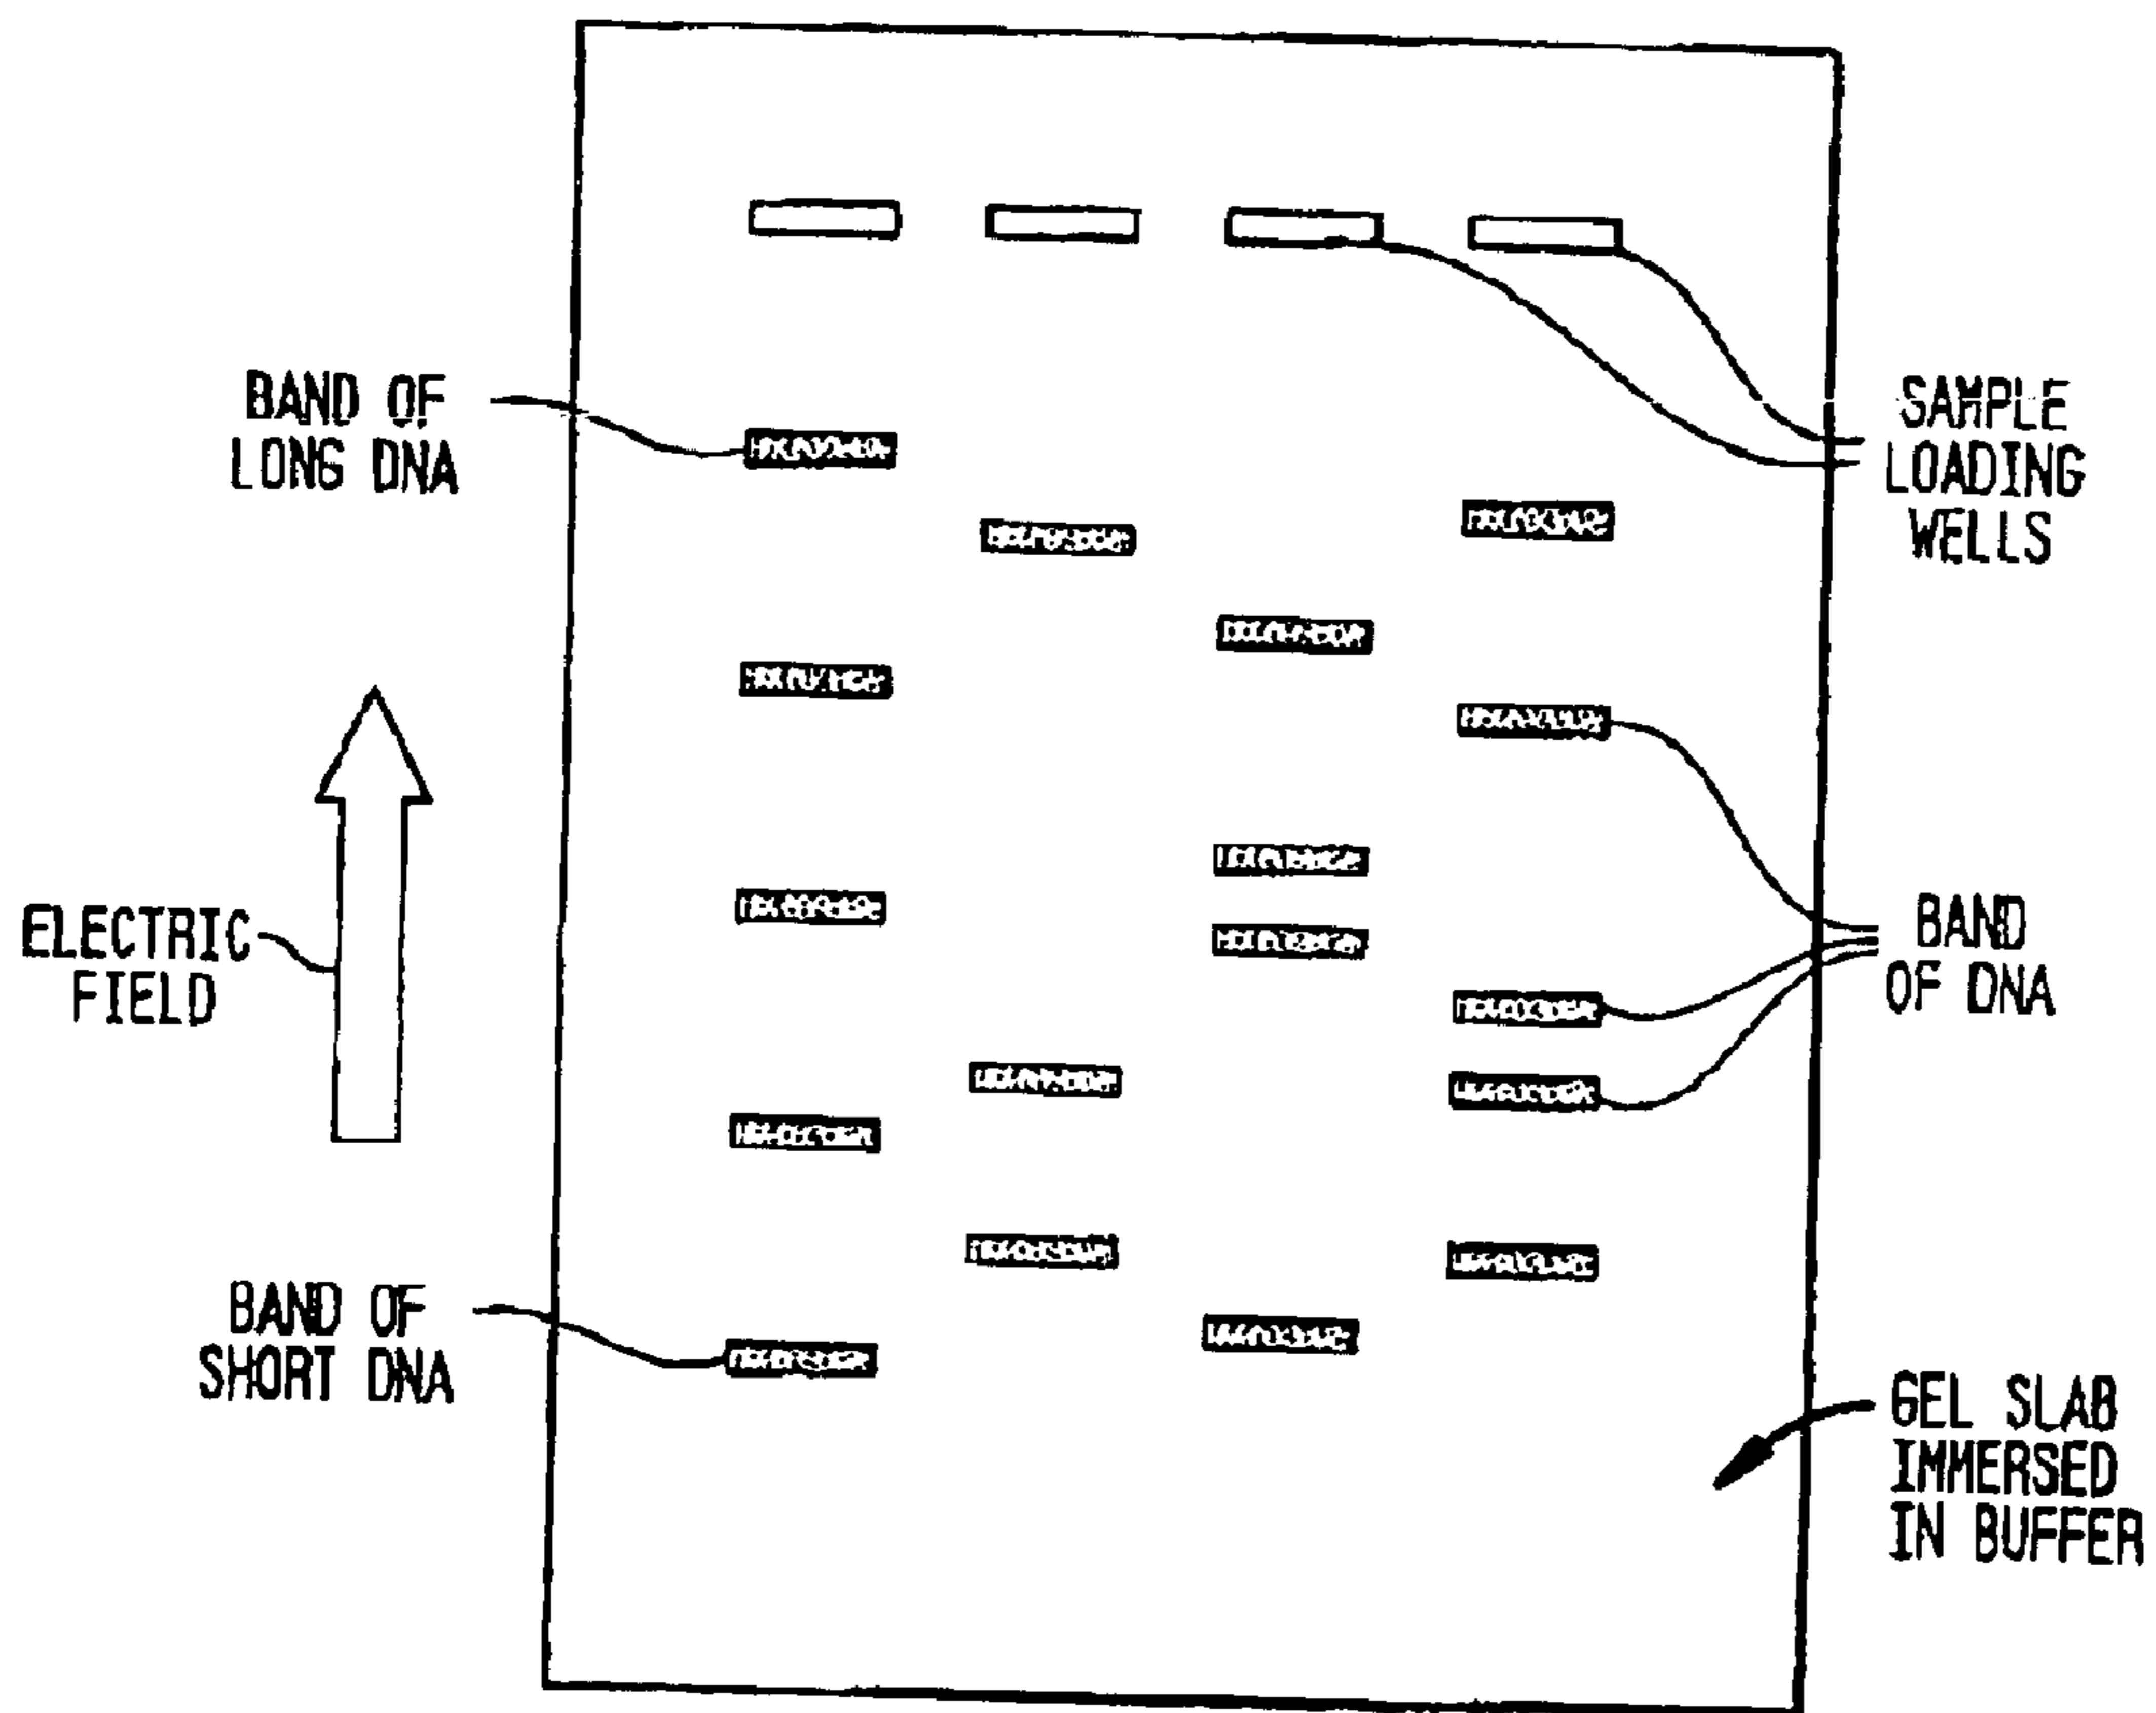 BAND OF
LONG DNA
SAMPLE
LOADING
WELLS
ELECTRIC
FIELD
BAND
OF DNA
BAND OF
SHORT DNA
GEL SLAB
IMMERSED
IN BUFFER